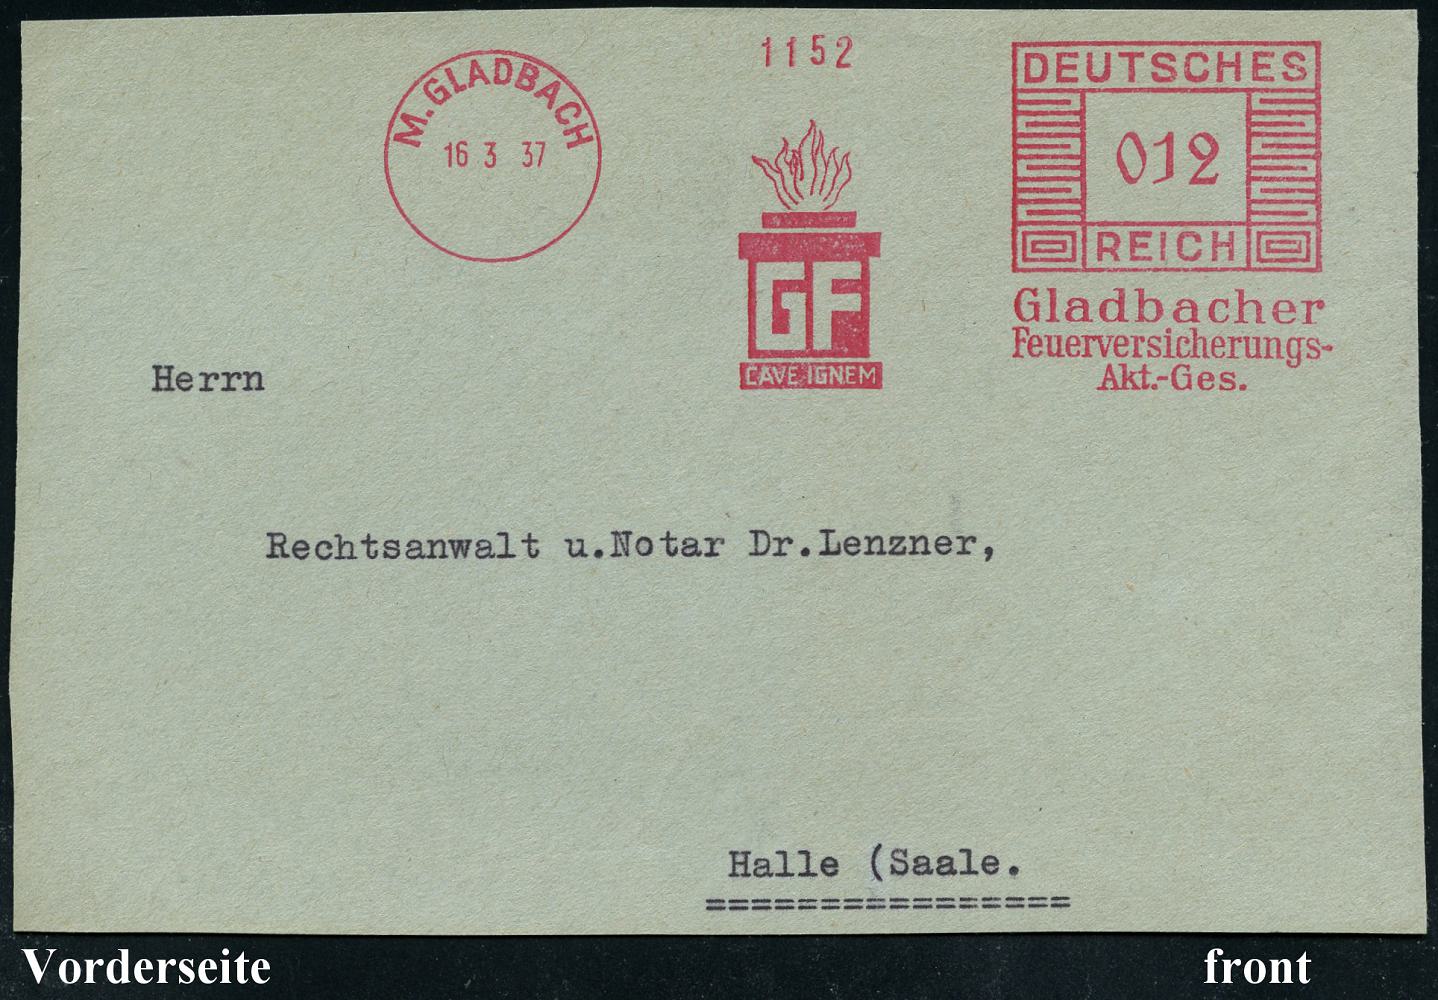 M.GLADBACH
16 3 37
1152
GF
CAVE IGNEM
DEUTSCHES
012
REICH
Gladbacher
Feuerversicherungs-
Akt.-Ges.
Herrn
Rechtsanwalt u.Notar Dr.Lenzner,
Halle (Saale.
=================
Vorderseite
front